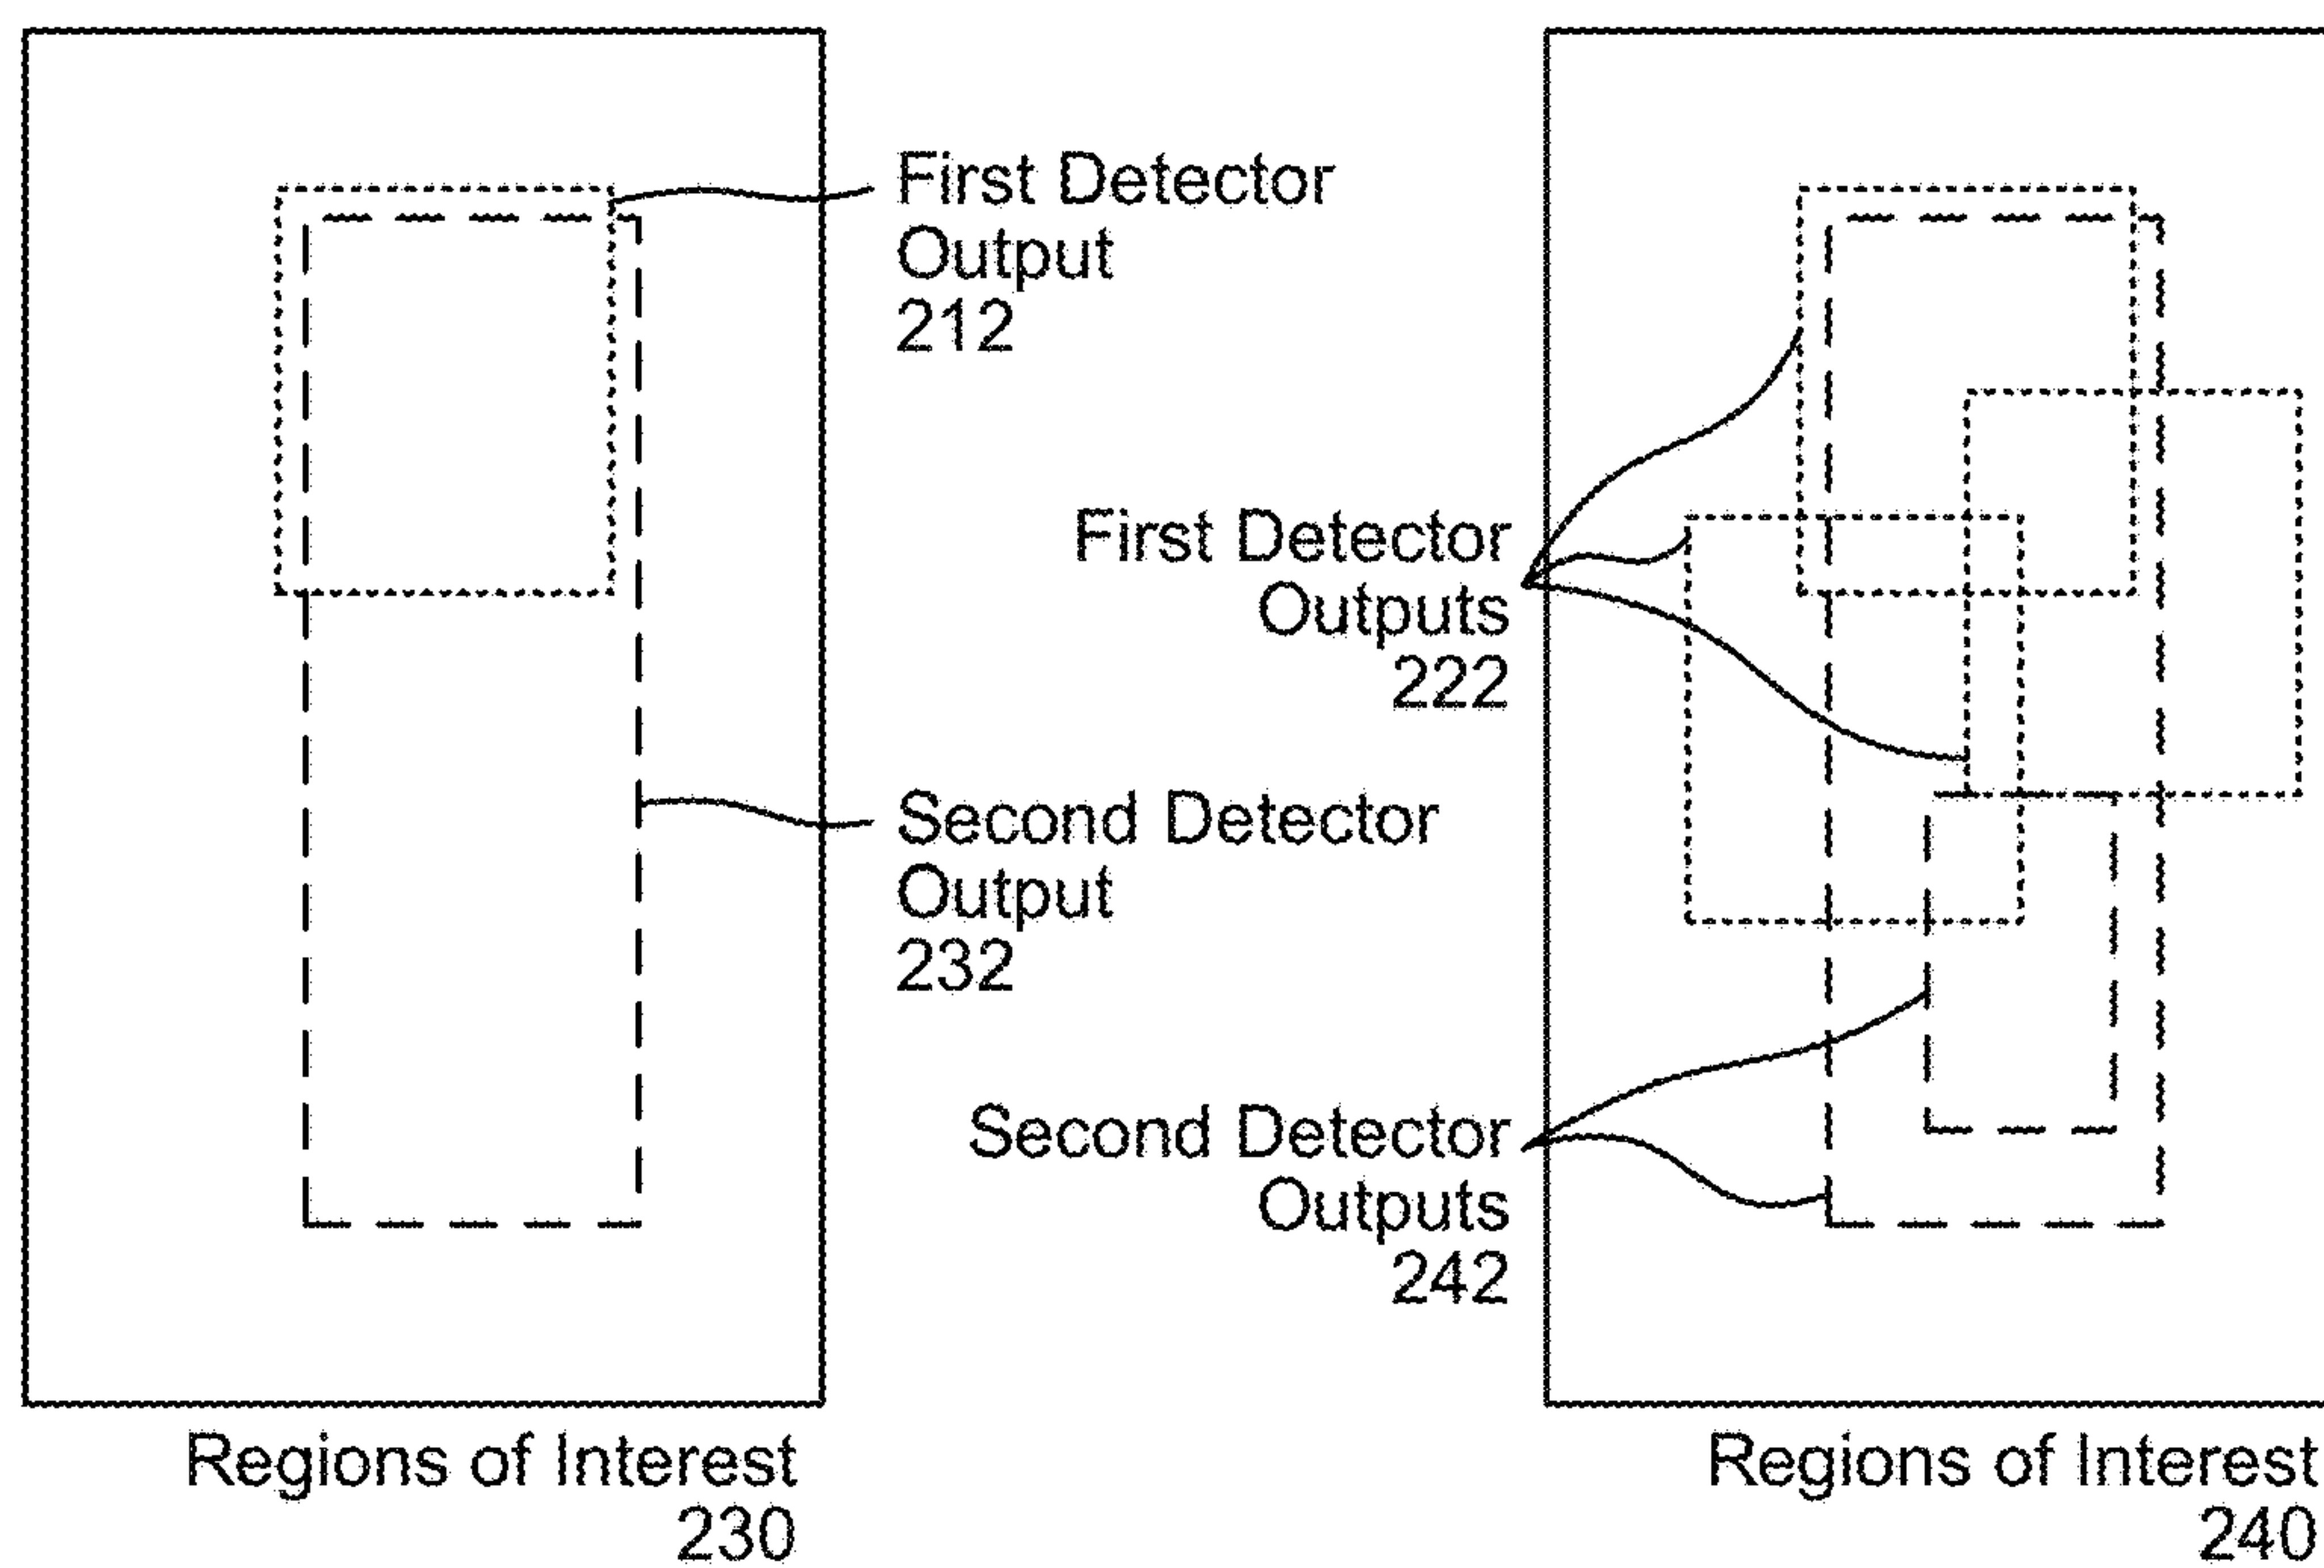 First Detector
Output
212
Second Detector
Output
232
Regions of Interest
230
First Detector
Outputs
222
Second Detector
Outputs
242
Regions of Interest
240